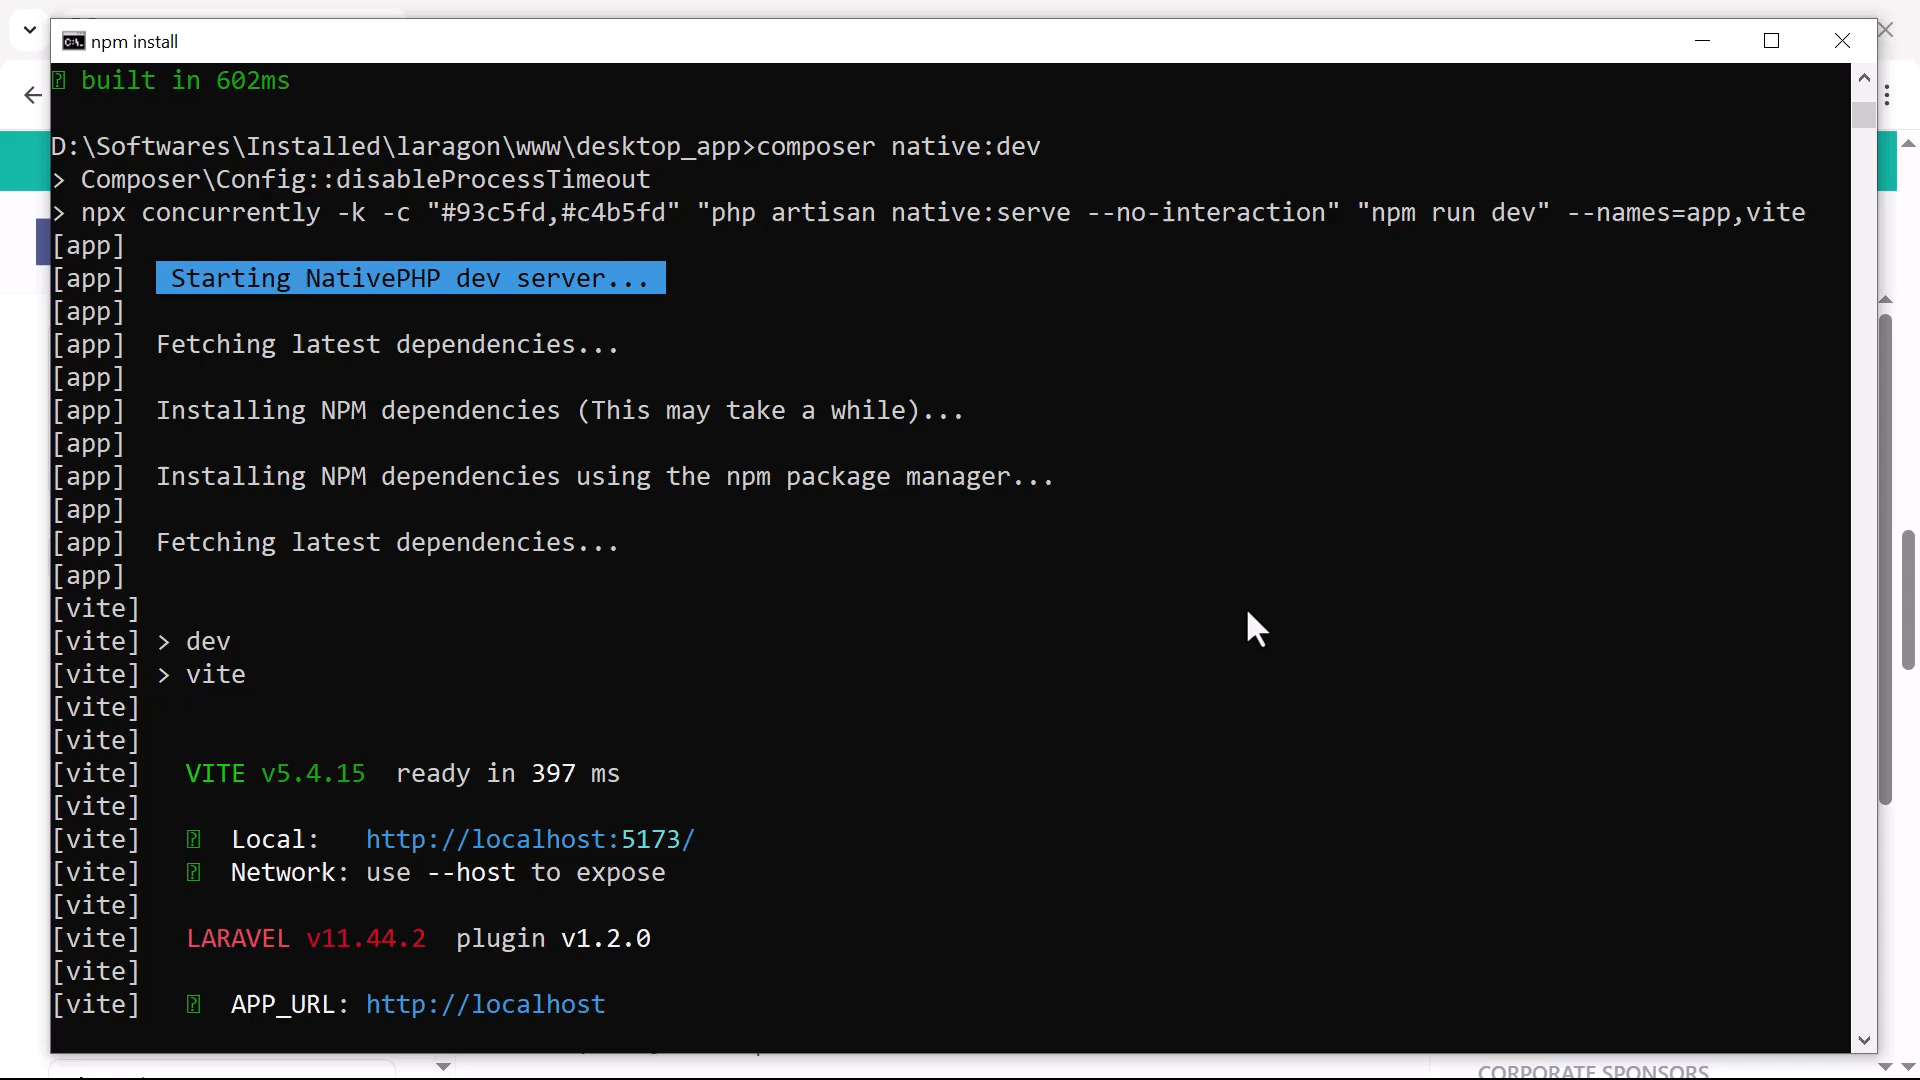 npm install
built in 602ms
D:\Softwares\Installed\laragon\www\desktop_app>composer native:dev
> Composer\Config::disableProcessTimeout
> npx concurrently -k -c "#93c5fd,#c4b5fd" "php artisan native:serve --no-interaction" "npm run dev" --names=app,vite
[app]
[app] Starting NativePHP dev server...
[app]
[app] Fetching latest dependencies...
[app]
[app] Installing NPM dependencies (This may take a while)...
[app]
[app] Installing NPM dependencies using the npm package manager...
[app]
[app] Fetching latest dependencies...
[app]
[vite]
[vite] > dev
[vite] > vite
[vite]
[vite]
[vite] VITE v5.4.15 ready in 397 ms
[vite]
[vite] Local: http://localhost:5173/
[vite] Network: use --host to expose
[vite]
[vite] LARAVEL v11.44.2 plugin v1.2.0
[vite]
[vite] APP_URL: http://localhost
CORPORATE SPONSORS